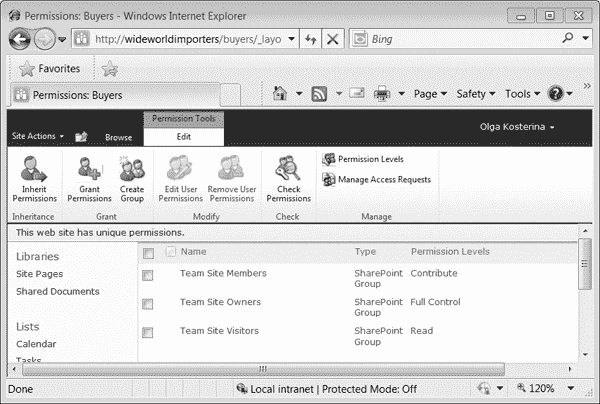 Permissions: Buyers - Windows Internet Explorer
http://wideworldimporters/buyers/_layo
Bing
Favorites
Permissions: Buyers
Page
Safety
Tools
»
Site Actions
Browse
Permission Tools
Edit
Olga Kosterina
Inherit Permissions
Grant Permissions
Create Group
Edit User Permissions
Remove User Permissions
Check Permissions
Permission Levels
Manage Access Requests
Inheritance
Grant
Modify
Check
Manage
This web site has unique permissions.
Libraries
Site Pages
Shared Documents
Lists
Calendar
Tasks
Name Type Permission Levels
Team Site Members SharePoint Group Contribute
Team Site Owners SharePoint Group Full Control
Team Site Visitors SharePoint Group Read
Done
Local intranet | Protected Mode: Off
120%